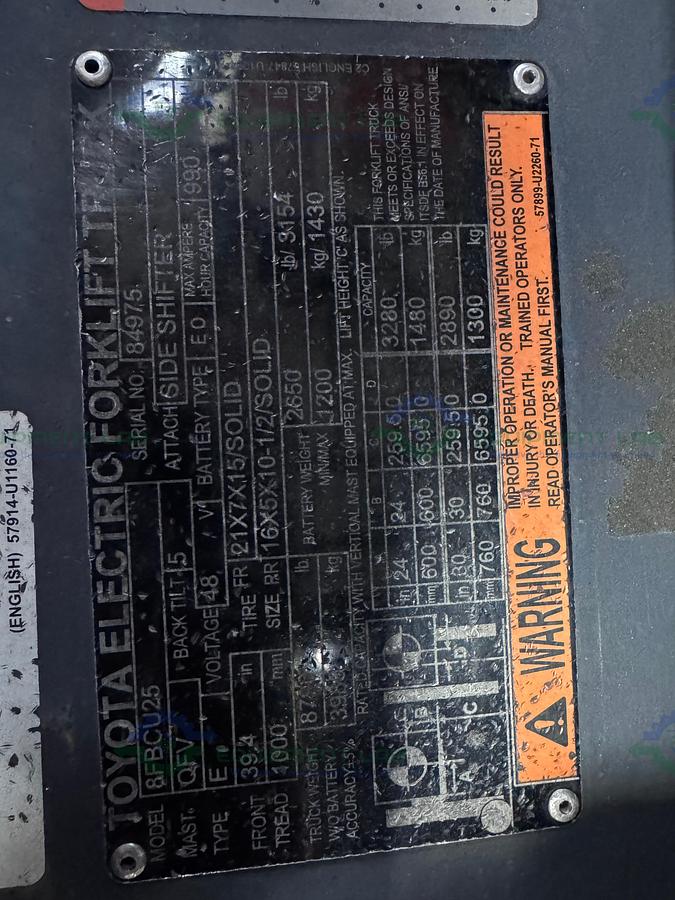 TOYOTA ELECTRIC FORKLIFT TRUCK
MODEL 8FBCU25 SERIAL NO. 84975
MAST QFV BACK TILT 5 ATTACH SIDE SHIFTER
TYPE E VOLTAGE 48 V BATTERY TYPE E.O. MAX AMPERE HOUR CAPACITY 990
FRONT 39.4 in TIRE FR 21X7X15/SOLID
TREAD 1000 mm SIZE RR 16X6X10-1/2/SOLID
TRUCK WEIGHT lb BATTERY WEIGHT 2650 lb/ 3154 lb
W/O BATTERY kg MIN/MAX 1200 kg/ 1430 kg
ACCURACY±5% RATED CAPACITY WITH VERTICAL MAST EQUIPPED AT MAX. LIFT HEIGHT "C" AS SHOWN.
A B C D CAPACITY
in 24 24 259.5 0 3280 lb
mm 600 600 6595 0 1480 kg
in 30 30 259.5 0 2890 lb
mm 760 760 6595 0 1300 kg
A B C D
THIS FORKLIFT TRUCK
MEETS OR EXCEEDS DESIGN
SPECIFICATIONS OF ANSI/
ITSDF B56.1 IN EFFECT ON
THE DATE OF MANUFACTURE
WARNING
IMPROPER OPERATION OR MAINTENANCE COULD RESULT
IN INJURY OR DEATH. TRAINED OPERATORS ONLY.
READ OPERATOR'S MANUAL FIRST.
57899-U2260-71
(ENGLISH) 57914-U1160-71